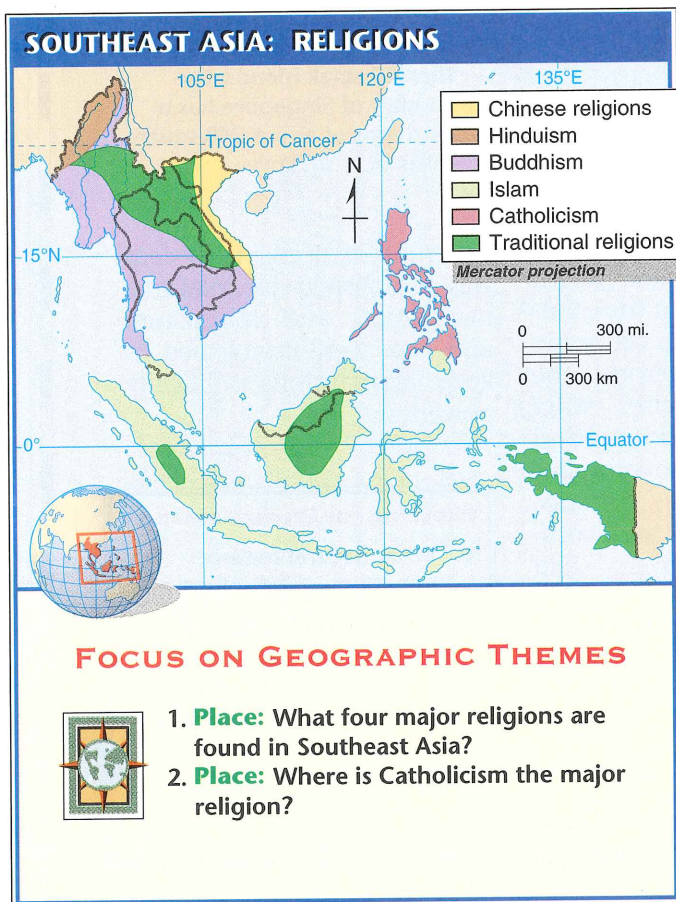 SOUTHEAST ASIA: RELIGIONS
105°E
120°E
135°E
Chinese religions
Hinduism
Buddhism
Islam
Catholicism
Traditional religions
Tropic of Cancer
N
15°N
Mercator projection
0
300 mi.
0
300 km
0°
Equator
FOCUS ON GEOGRAPHIC THEMES
1. Place: What four major religions are
found in Southeast Asia?
2. Place: Where is Catholicism the major
religion?